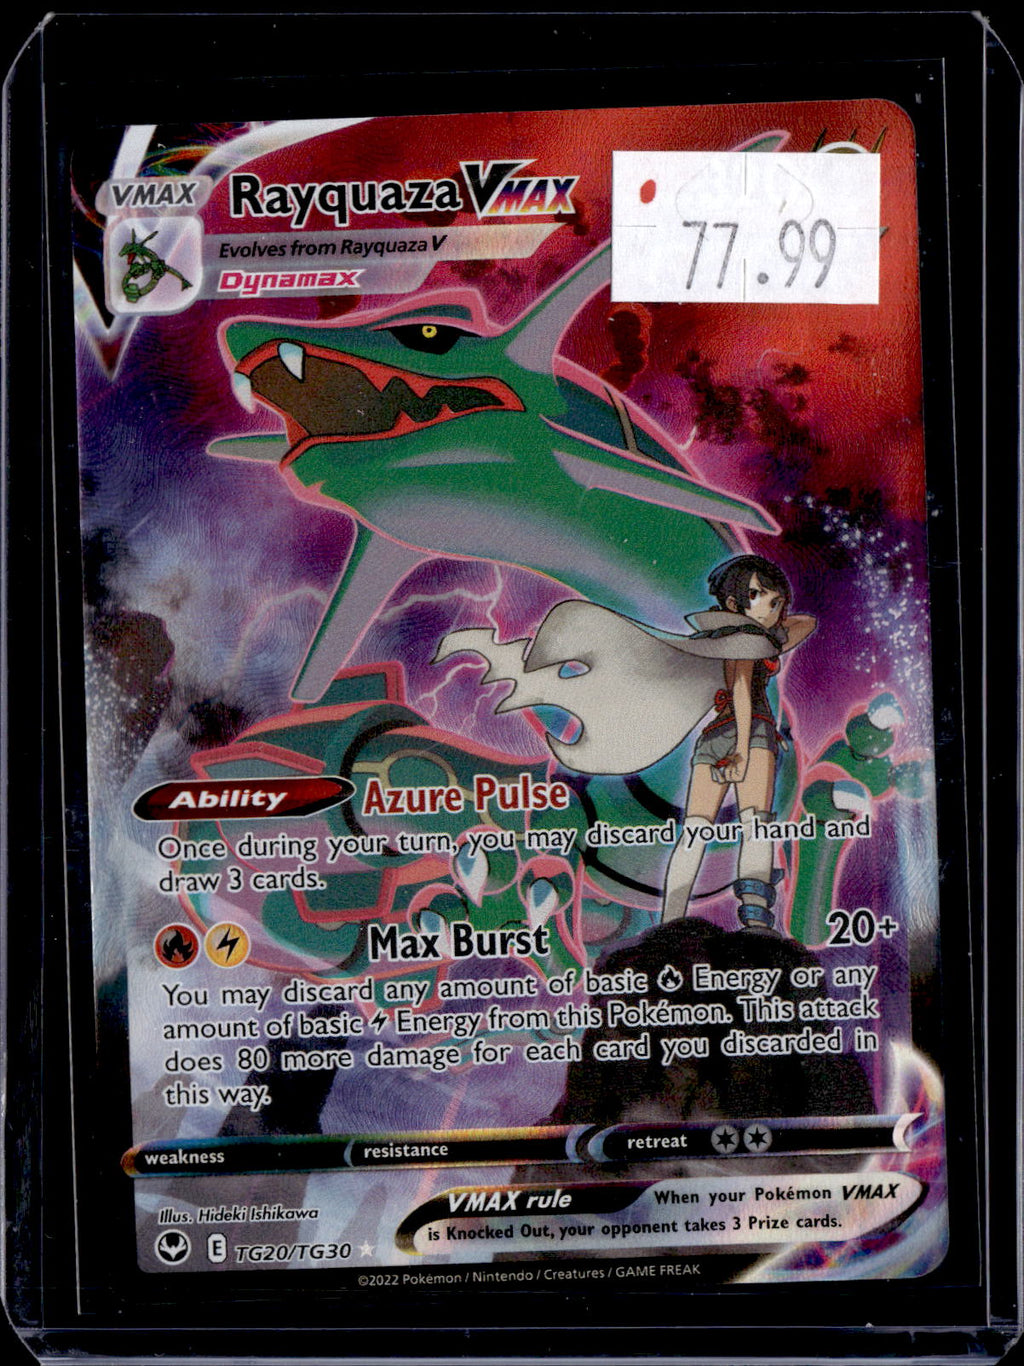 VMAX
Rayquaza VMAX
77.99
Evolves from Rayquaza V
Dynamax
Ability Azure Pulse
Once during your turn, you may discard your hand and
draw 3 cards.
Max Burst 20+
You may discard any amount of basic Energy or any
amount of basic Energy from this Pokémon. This attack
does 80 more damage for each card you discarded in
this way.
weakness resistance retreat
VMAX rule When your Pokémon VMAX
is Knocked Out, your opponent takes 3 Prize cards.
Illus. Hideki Ishikawa
E TG20/TG30
©2022 Pokémon / Nintendo / Creatures / GAME FREAK